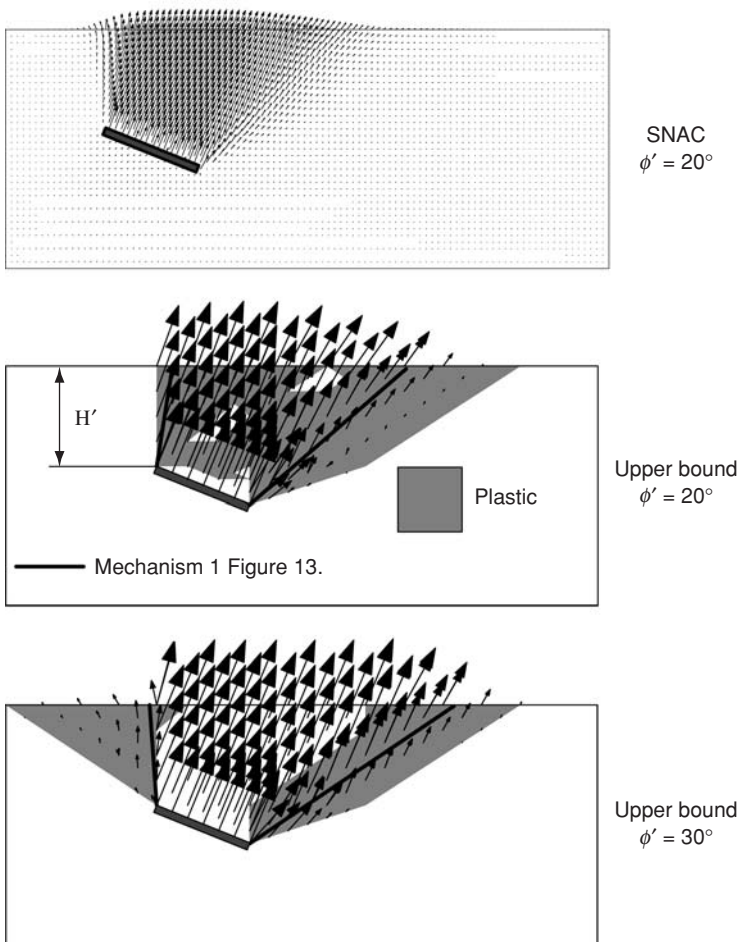 SNAC
ϕ′ = 20°
H′
Plastic
Upper bound
ϕ′ = 20°
Mechanism 1 Figure 13.
Upper bound
ϕ′ = 30°